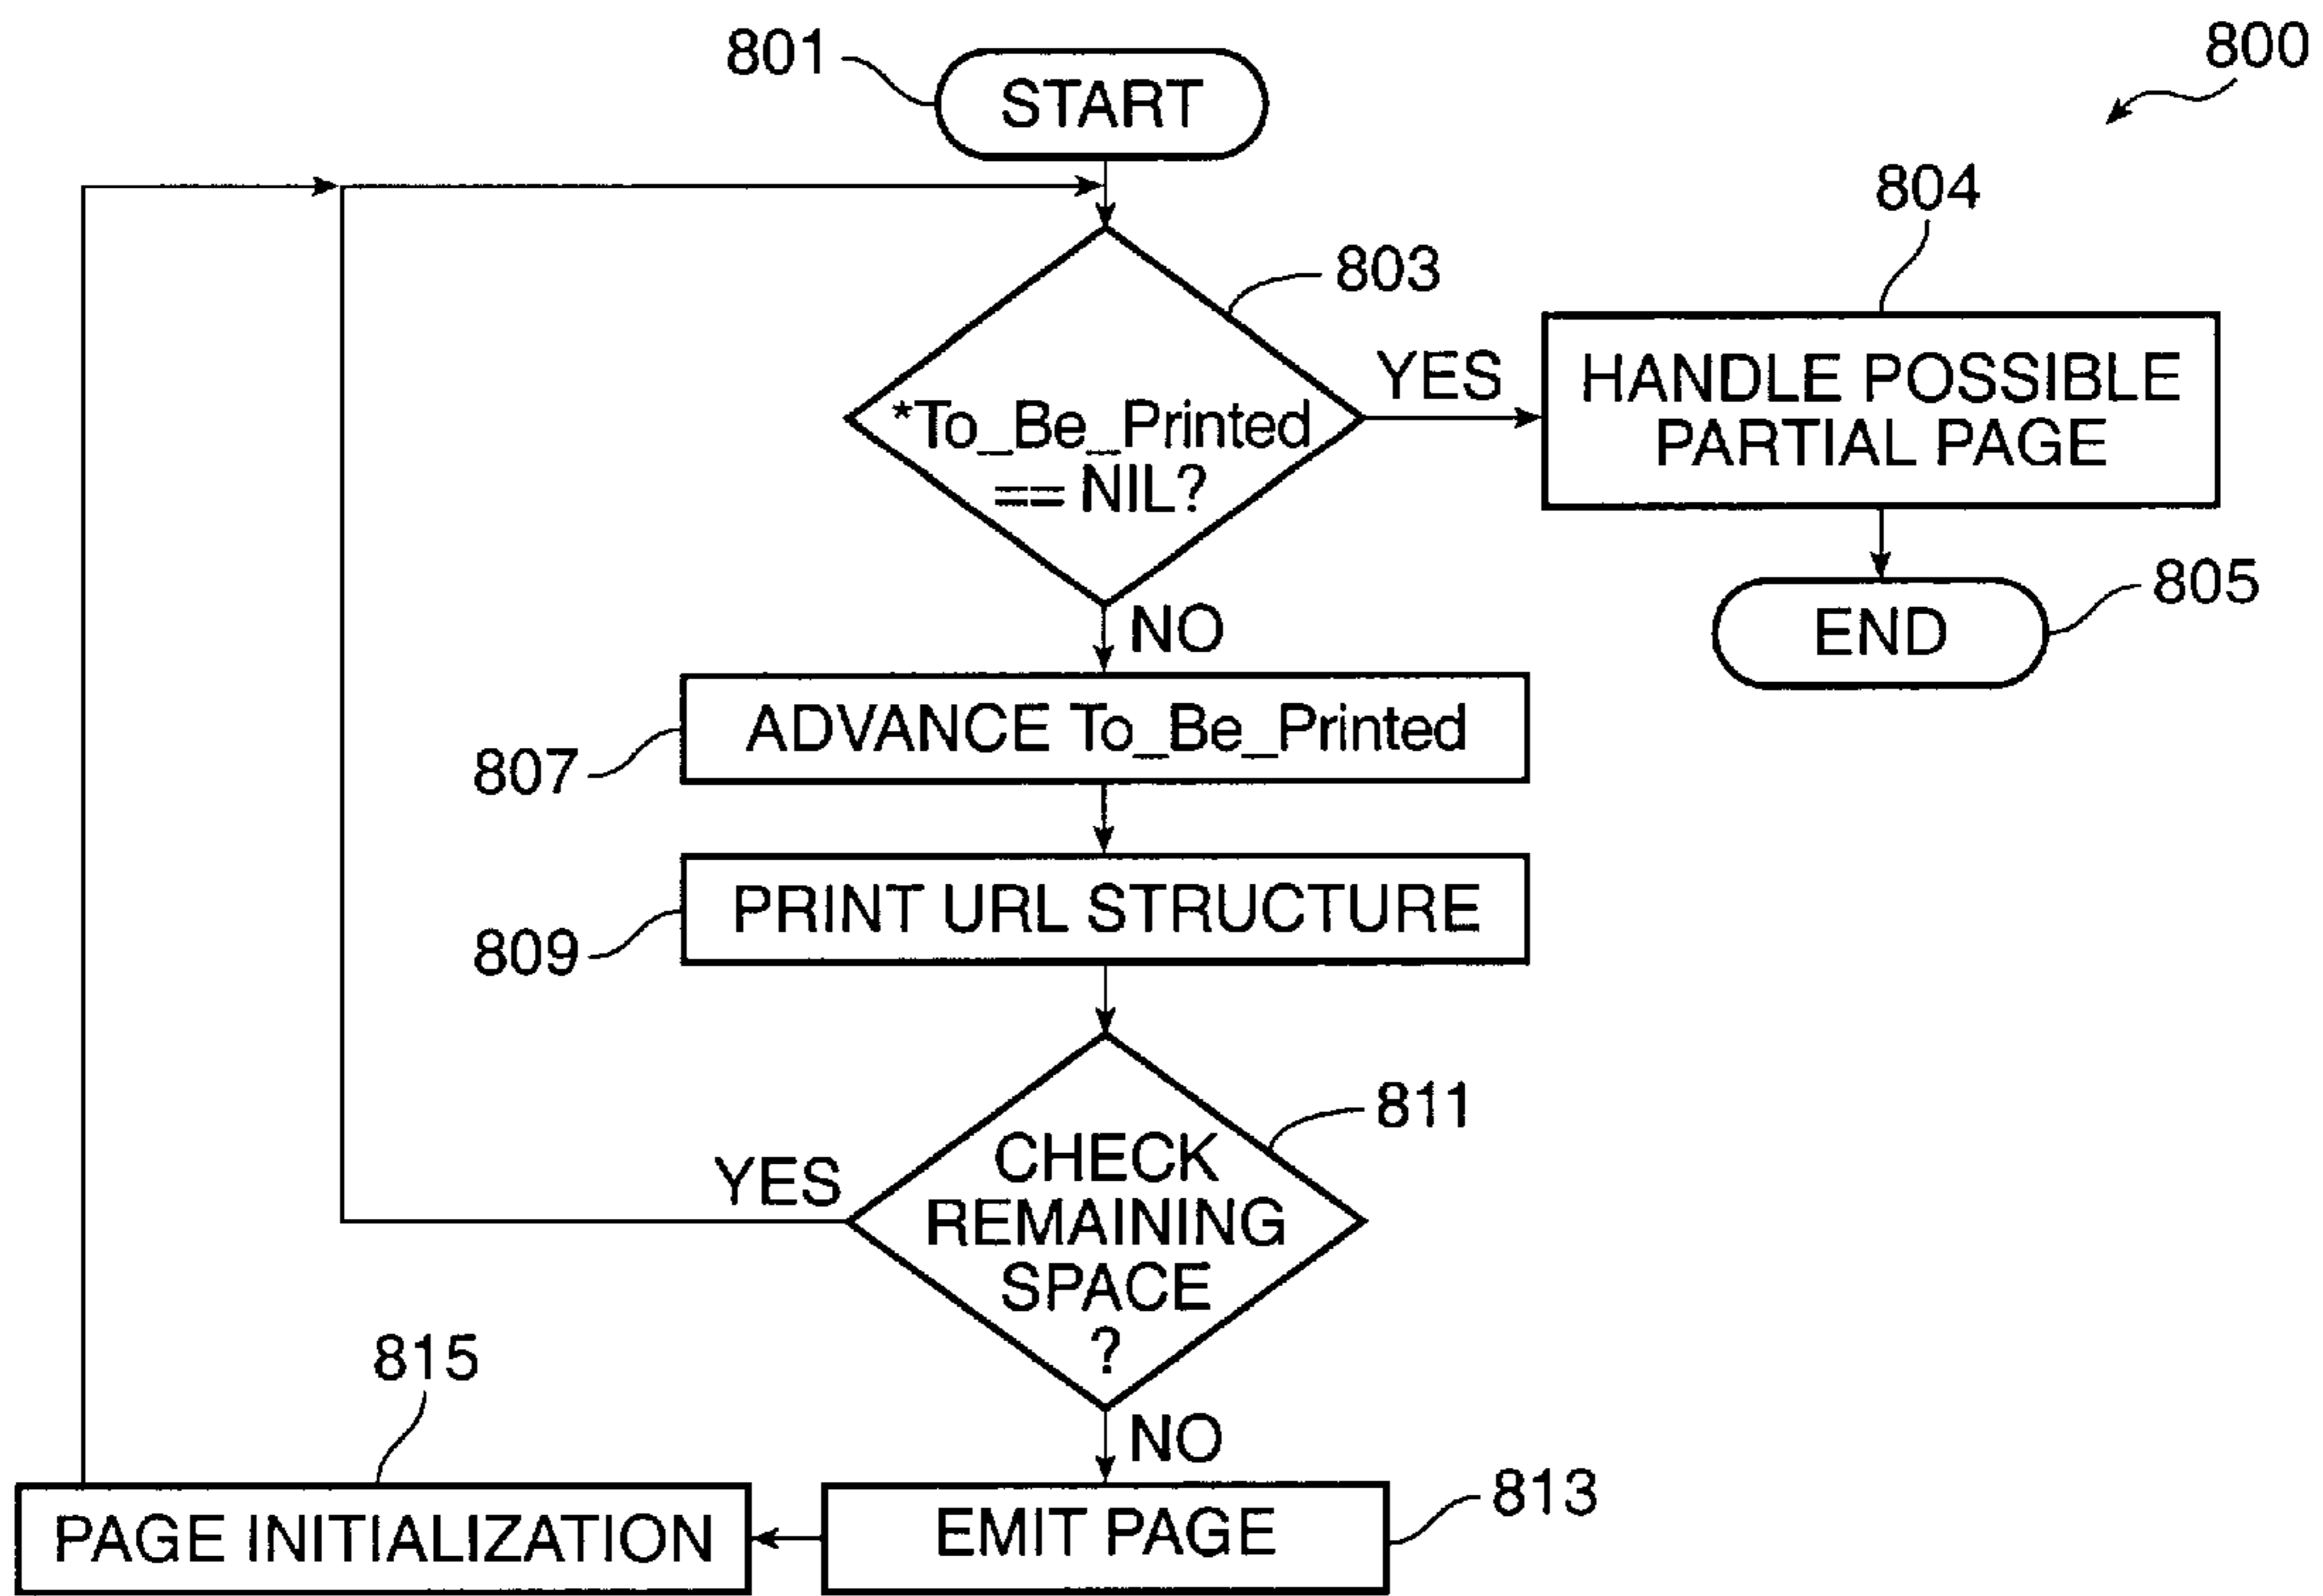 801
START
800
804
803
*To_Be_Printed
== NIL?
YES
HANDLE POSSIBLE
PARTIAL PAGE
805
END
NO
ADVANCE To_Be_Printed
807
PRINT URL STRUCTURE
809
811
CHECK
REMAINING
SPACE
?
YES
NO
815
813
PAGE INITIALIZATION
EMIT PAGE